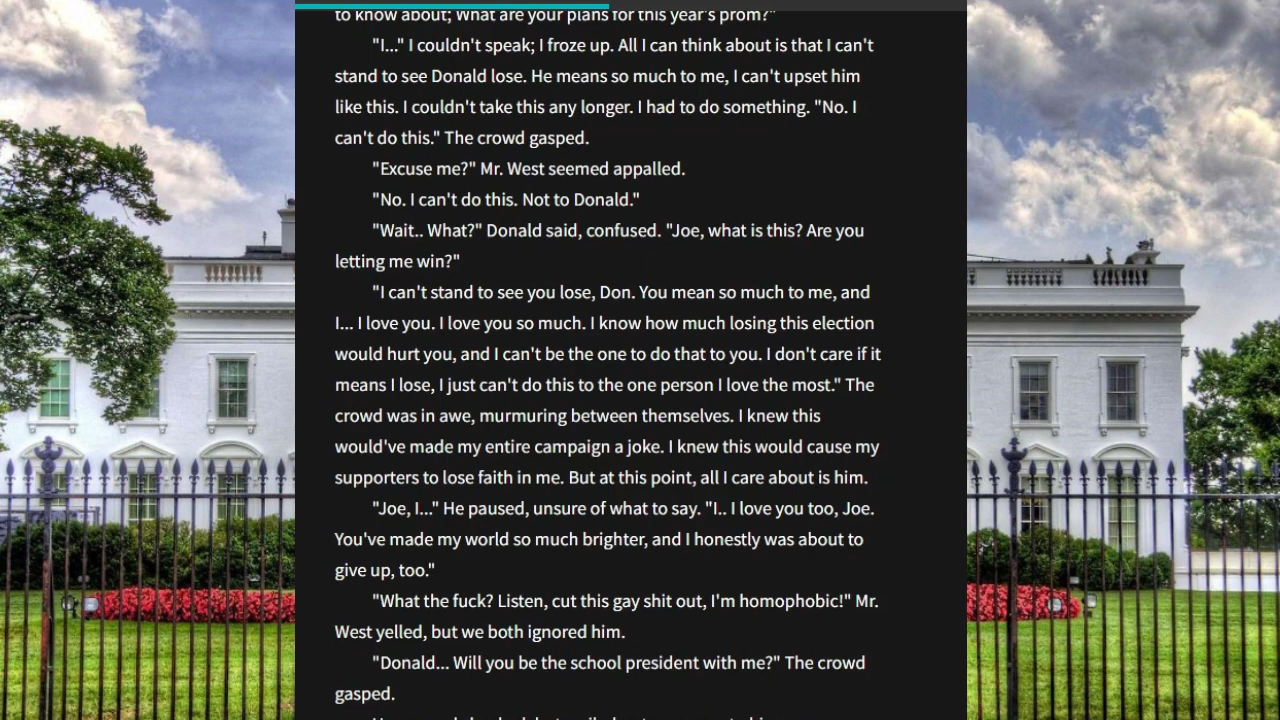 to know about; What are your plans for this year's prom?"
"I..." I couldn't speak; I froze up. All I can think about is that I can't
stand to see Donald lose. He means so much to me, I can't upset him
like this. I couldn't take this any longer. I had to do something. "No. I
can't do this." The crowd gasped.
"Excuse me?" Mr. West seemed appalled.
"No. I can't do this. Not to Donald."
"Wait.. What?" Donald said, confused. "Joe, what is this? Are you
letting me win?"
"I can't stand to see you lose, Don. You mean so much to me, and
I... I love you. I love you so much. I know how much losing this election
would hurt you, and I can't be the one to do that to you. I don't care if it
means I lose, I just can't do this to the one person I love the most." The
crowd was in awe, murmuring between themselves. I knew this
would've made my entire campaign a joke. I knew this would cause my
supporters to lose faith in me. But at this point, all I care about is him.
"Joe, I..." He paused, unsure of what to say. "I.. I love you too, Joe.
You've made my world so much brighter, and I honestly was about to
give up, too."
"What the fuck? Listen, cut this gay shit out, I'm homophobic!" Mr.
West yelled, but we both ignored him.
"Donald... Will you be the school president with me?" The crowd
gasped.